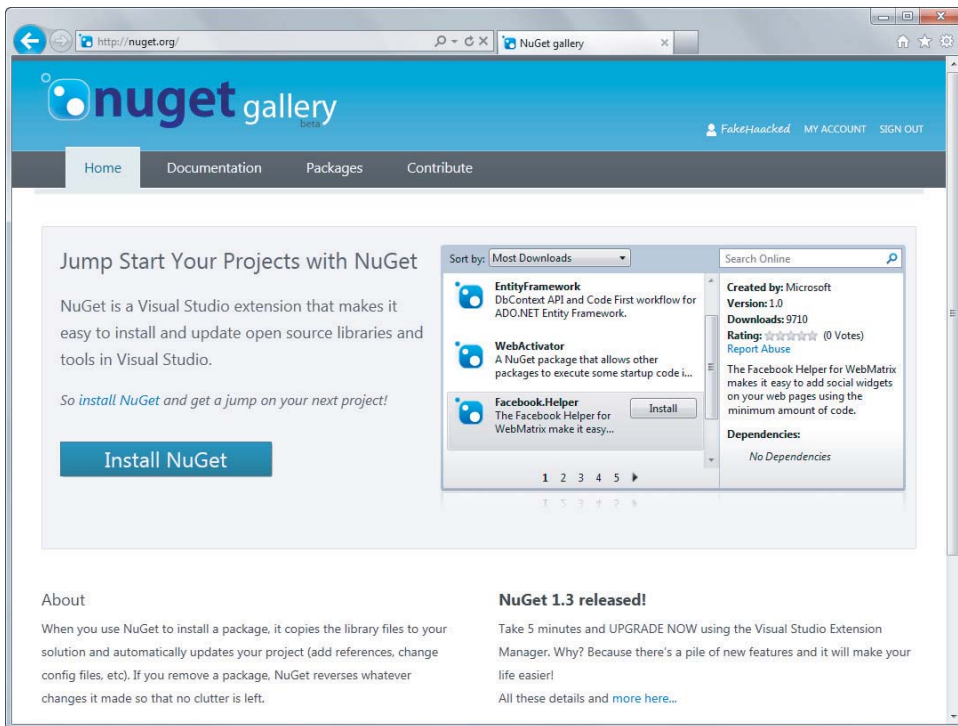 http://nuget.org/
NuGet gallery
nuget gallery
beta
FakeHaacked MY ACCOUNT SIGN OUT
Home Documentation Packages Contribute
Jump Start Your Projects with NuGet
NuGet is a Visual Studio extension that makes it
easy to install and update open source libraries and
tools in Visual Studio.
So install NuGet and get a jump on your next project!
Install NuGet
Sort by: Most Downloads
EntityFramework
DbContext API and Code First workflow for
ADO.NET Entity Framework.
WebActivator
A NuGet package that allows other
packages to execute some startup code i...
Facebook.Helper
The Facebook Helper for
WebMatrix make it easy...
Install
1 2 3 4 5
Search Online
Created by: Microsoft
Version: 1.0
Downloads: 9710
Rating: (0 Votes)
Report Abuse
The Facebook Helper for WebMatrix
makes it easy to add social widgets
on your web pages using the
minimum amount of code.
Dependencies:
No Dependencies
About
When you use NuGet to install a package, it copies the library files to your
solution and automatically updates your project (add references, change
config files, etc). If you remove a package, NuGet reverses whatever
changes it made so that no clutter is left.
NuGet 1.3 released!
Take 5 minutes and UPGRADE NOW using the Visual Studio Extension
Manager. Why? Because there's a pile of new features and it will make your
life easier!
All these details and more here...